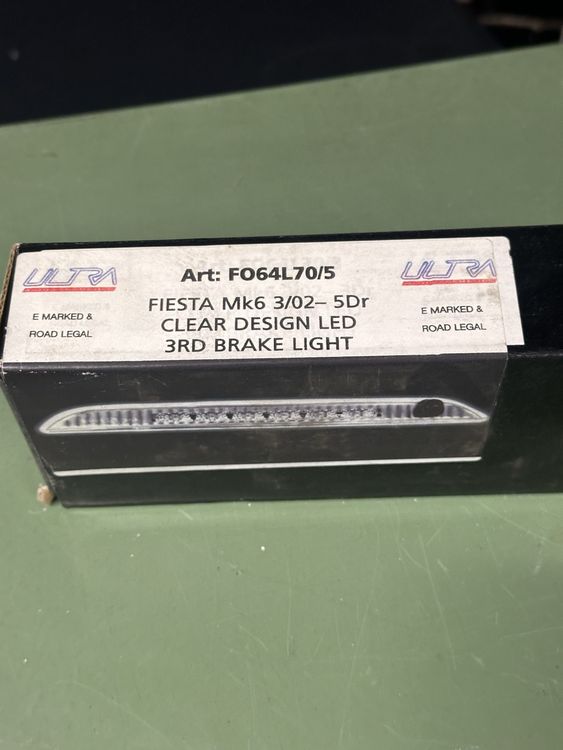 ULTRA
E MARKED &
ROAD LEGAL
Art: FO64L70/5
FIESTA Mk6 3/02– 5Dr
CLEAR DESIGN LED
3RD BRAKE LIGHT
ULTRA
E MARKED &
ROAD LEGAL